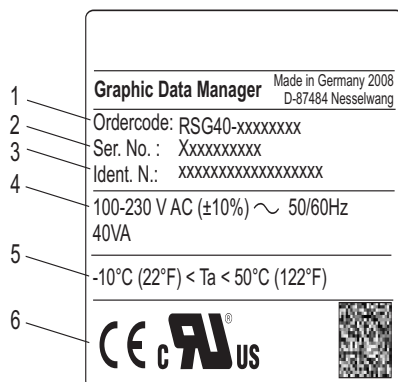 Graphic Data Manager
Made in Germany 2008
D-87484 Nesselwang
1
Ordercode: RSG40-xxxxxxxx
2
Ser. No. : Xxxxxxxxxx
3
Ident. N.: xxxxxxxxxxxxxxxxxx
4
100-230 V AC (±10%) ~ 50/60Hz
40VA
5
-10°C (22°F) < Ta < 50°C (122°F)
6
CE c RU ® US